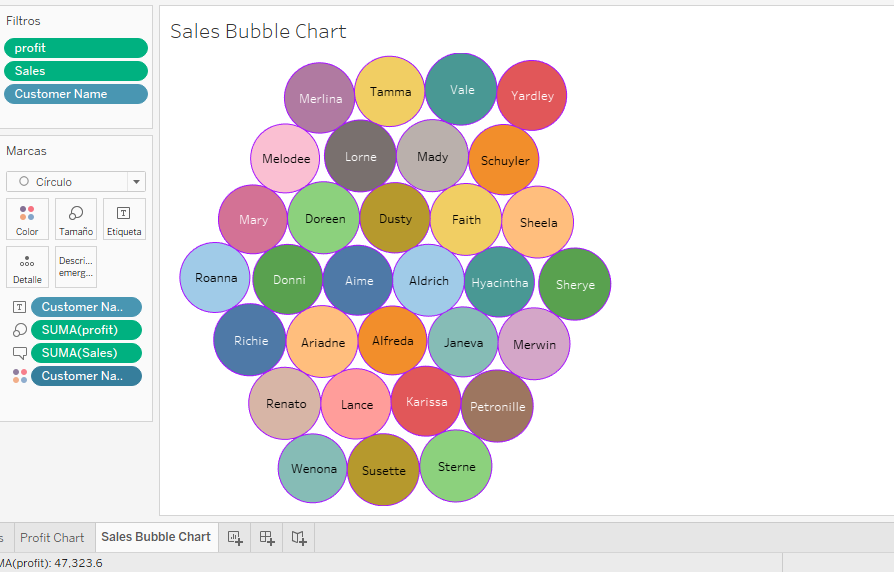 Filtros
profit
Sales
Customer Name
Marcas
Círculo
Color
Tamaño
Etiqueta
Detalle
Descri...
emerg...
Customer Na..
SUMA(profit)
SUMA(Sales)
Customer Na..
Sales Bubble Chart
Merlina
Tamma
Vale
Yardley
Melodee
Lorne
Mady
Schuyler
Mary
Doreen
Dusty
Faith
Sheela
Roanna
Donni
Aime
Aldrich
Hyacintha
Sherye
Richie
Ariadne
Alfreda
Janeva
Merwin
Renato
Lance
Karissa
Petronille
Wenona
Susette
Sterne
s
Profit Chart
Sales Bubble Chart
MA(profit): 47,323.6